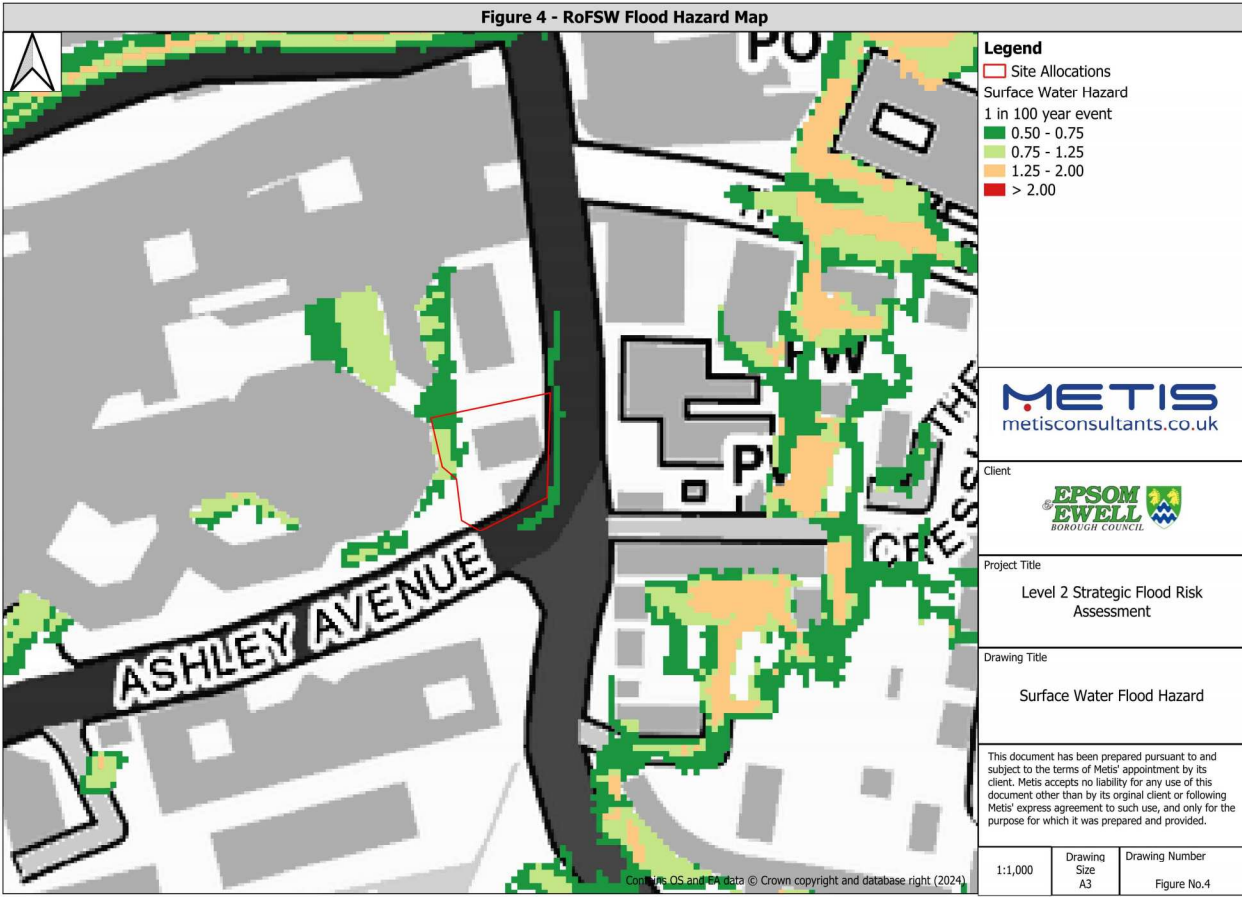 Figure 4 - RoFSW Flood Hazard Map
PO
PW
THE
CRES
ASHLEY AVENUE
Contains OS and EA data © Crown copyright and database right (2024)
Legend
Site Allocations
Surface Water Hazard
1 in 100 year event
0.50 - 0.75
0.75 - 1.25
1.25 - 2.00
> 2.00
METIS
metisconsultants.co.uk
Client
EPSOM
& EWELL
BOROUGH COUNCIL
Project Title
Level 2 Strategic Flood Risk
Assessment
Drawing Title
Surface Water Flood Hazard
This document has been prepared pursuant to and
subject to the terms of Metis' appointment by its
client. Metis accepts no liability for any use of this
document other than by its orginal client or following
Metis' express agreement to such use, and only for the
purpose for which it was prepared and provided.
1:1,000
Drawing
Size
A3
Drawing Number
Figure No.4